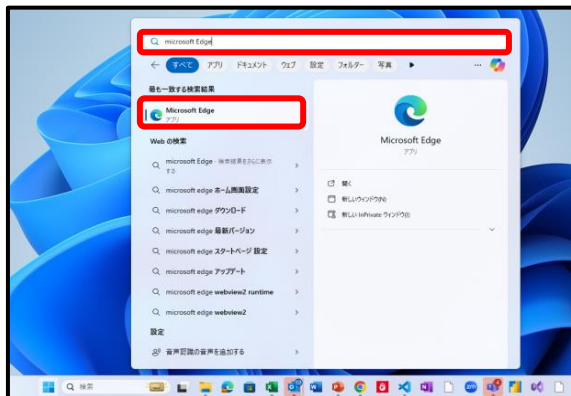 microsoft Edge
すべて アプリ ドキュメント ウェブ 設定 フォルダー 写真
最も一致する検索結果
Microsoft Edge
アプリ
Web の検索
microsoft Edge - 検索結果をさらに表示
する
microsoft edge ホーム画面設定
microsoft edge ダウンロード
microsoft edge 最新バージョン
microsoft edge スタートページ 設定
microsoft edge アップデート
microsoft edge webview2 runtime
microsoft edge webview2
設定
音声認識の音声を追加する
Microsoft Edge
アプリ
開く
新しいウィンドウ(N)
新しい InPrivate ウィンドウ(I)
検索